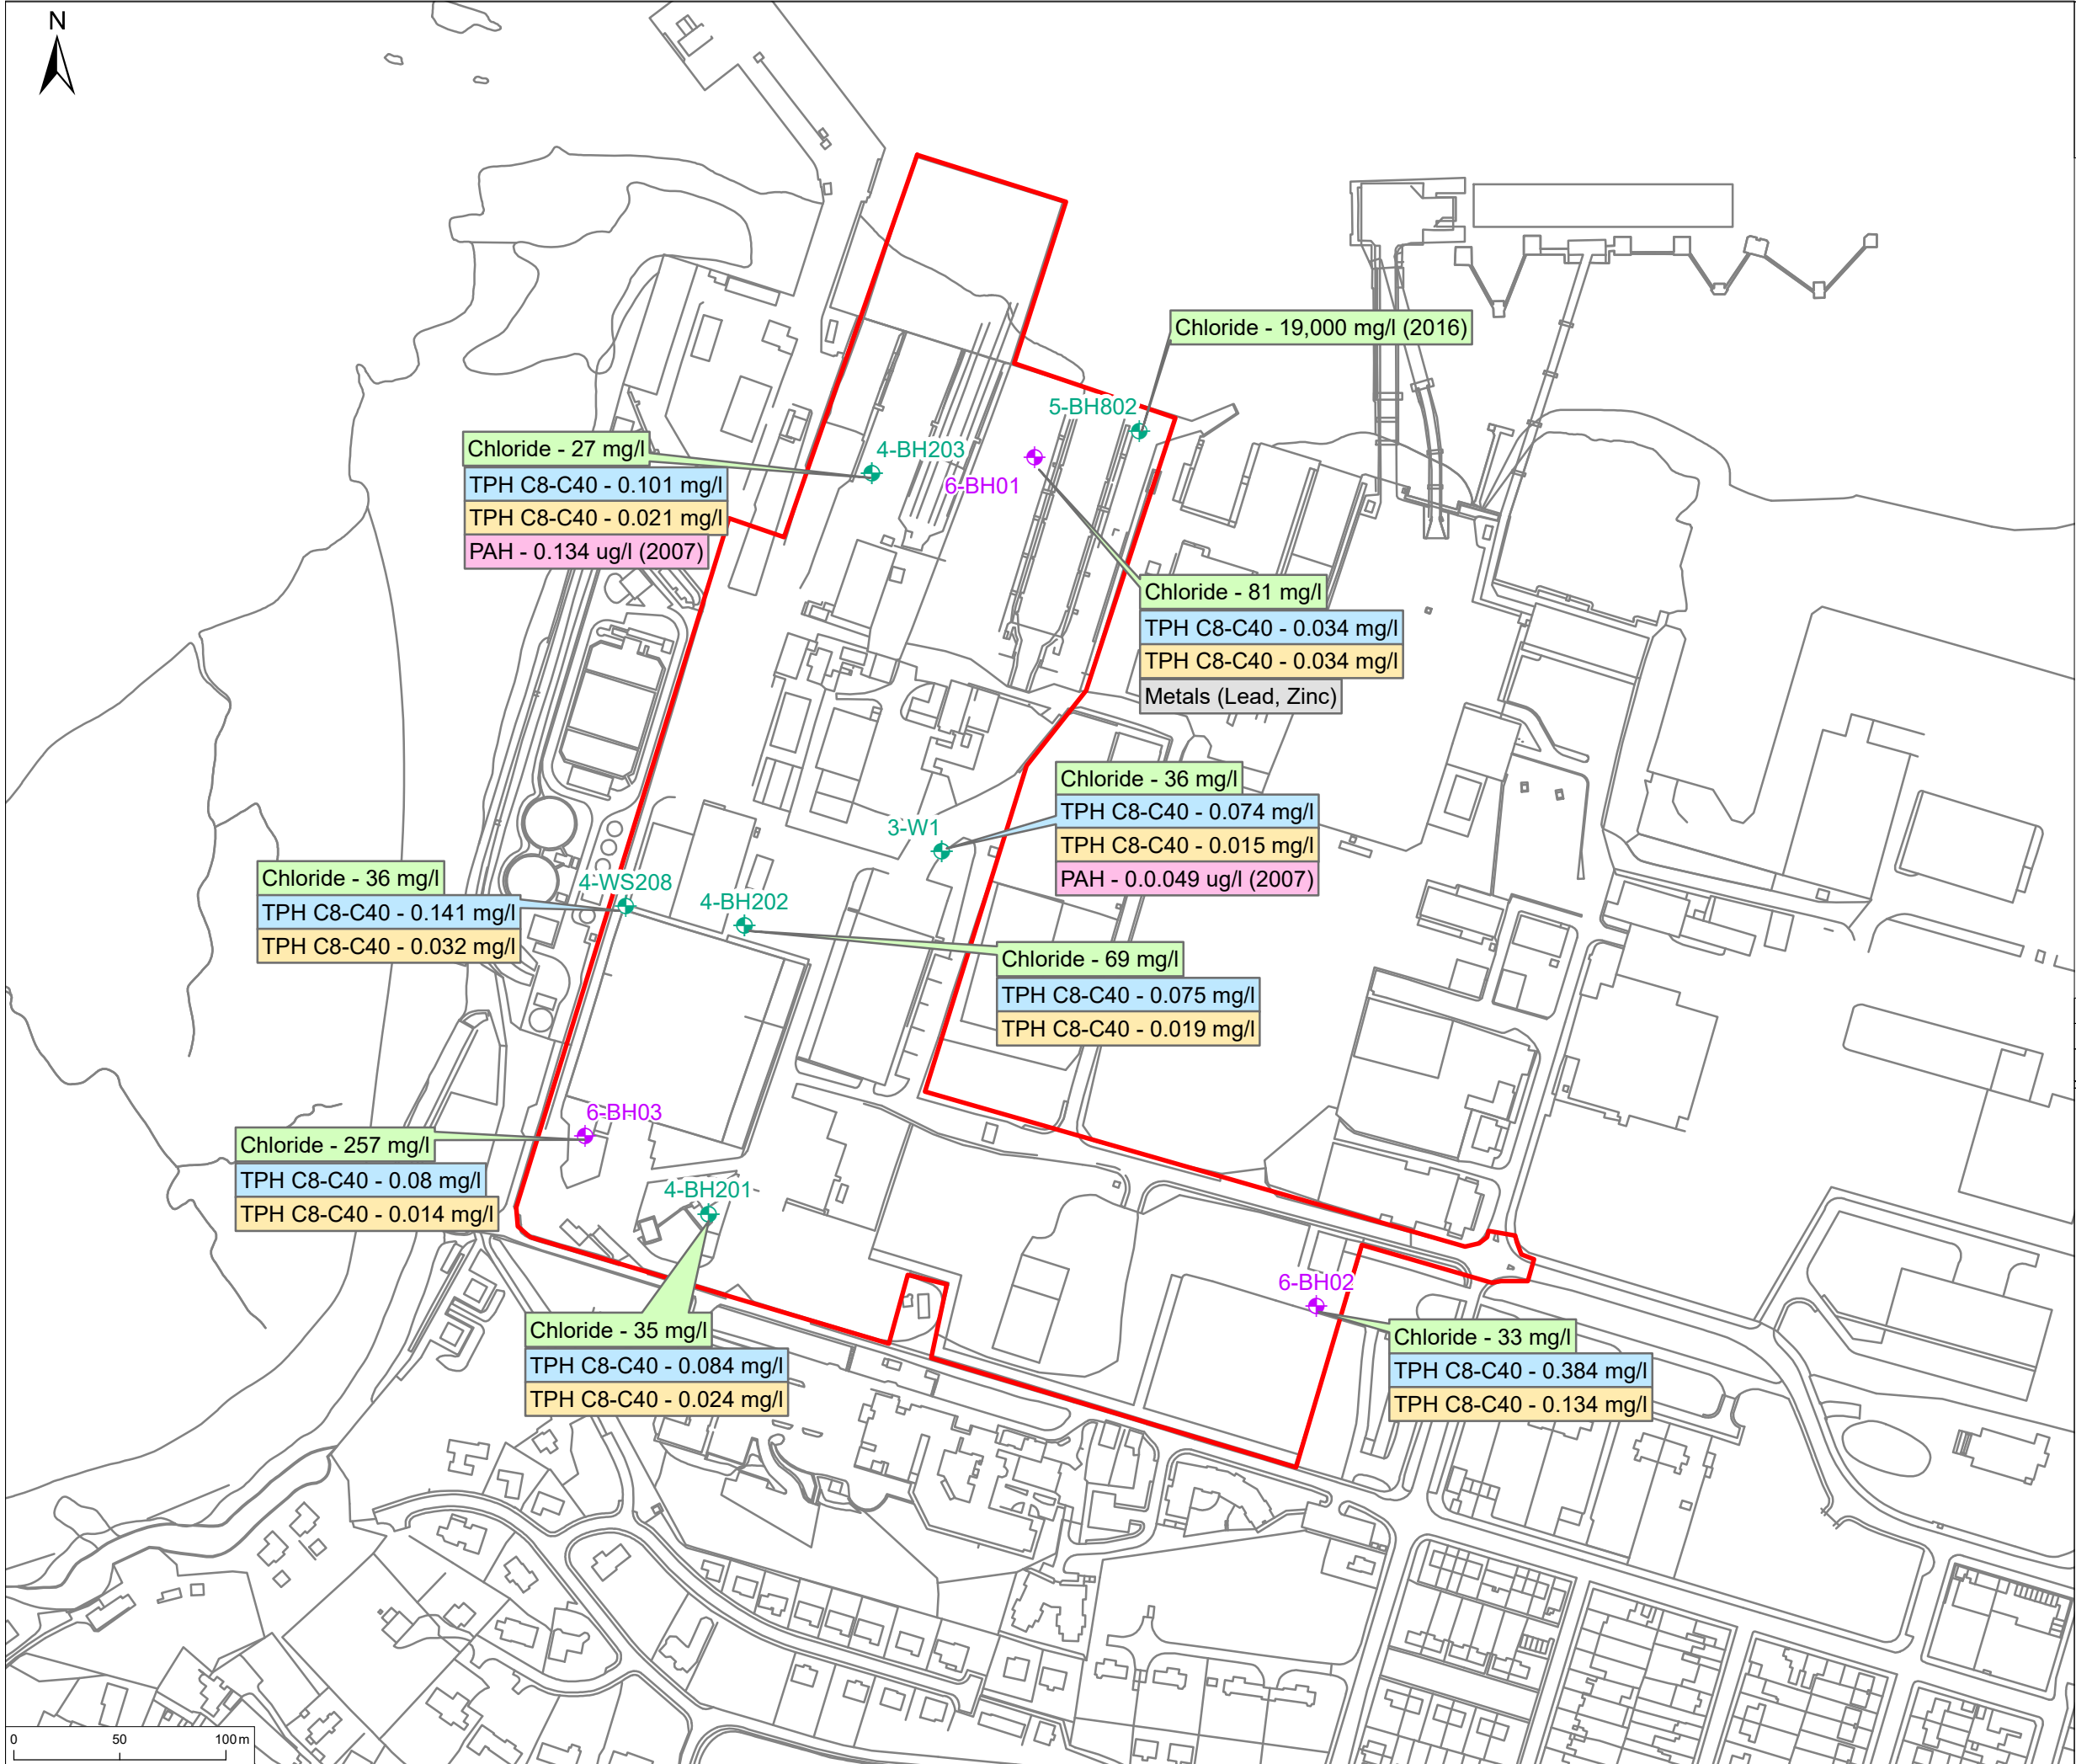 N
Chloride - 19,000 mg/l (2016)
5-BH802
4-BH203
6-BH01
Chloride - 27 mg/l
TPH C8-C40 - 0.101 mg/l
TPH C8-C40 - 0.021 mg/l
PAH - 0.134 ug/l (2007)
Chloride - 81 mg/l
TPH C8-C40 - 0.034 mg/l
TPH C8-C40 - 0.034 mg/l
Metals (Lead, Zinc)
3-W1
Chloride - 36 mg/l
TPH C8-C40 - 0.074 mg/l
TPH C8-C40 - 0.015 mg/l
PAH - 0.0.049 ug/l (2007)
4-WS208
Chloride - 36 mg/l
TPH C8-C40 - 0.141 mg/l
TPH C8-C40 - 0.032 mg/l
4-BH202
Chloride - 69 mg/l
TPH C8-C40 - 0.075 mg/l
TPH C8-C40 - 0.019 mg/l
6-BH03
Chloride - 257 mg/l
TPH C8-C40 - 0.08 mg/l
TPH C8-C40 - 0.014 mg/l
4-BH201
Chloride - 35 mg/l
TPH C8-C40 - 0.084 mg/l
TPH C8-C40 - 0.024 mg/l
6-BH02
Chloride - 33 mg/l
TPH C8-C40 - 0.384 mg/l
TPH C8-C40 - 0.134 mg/l
0 50 100 m